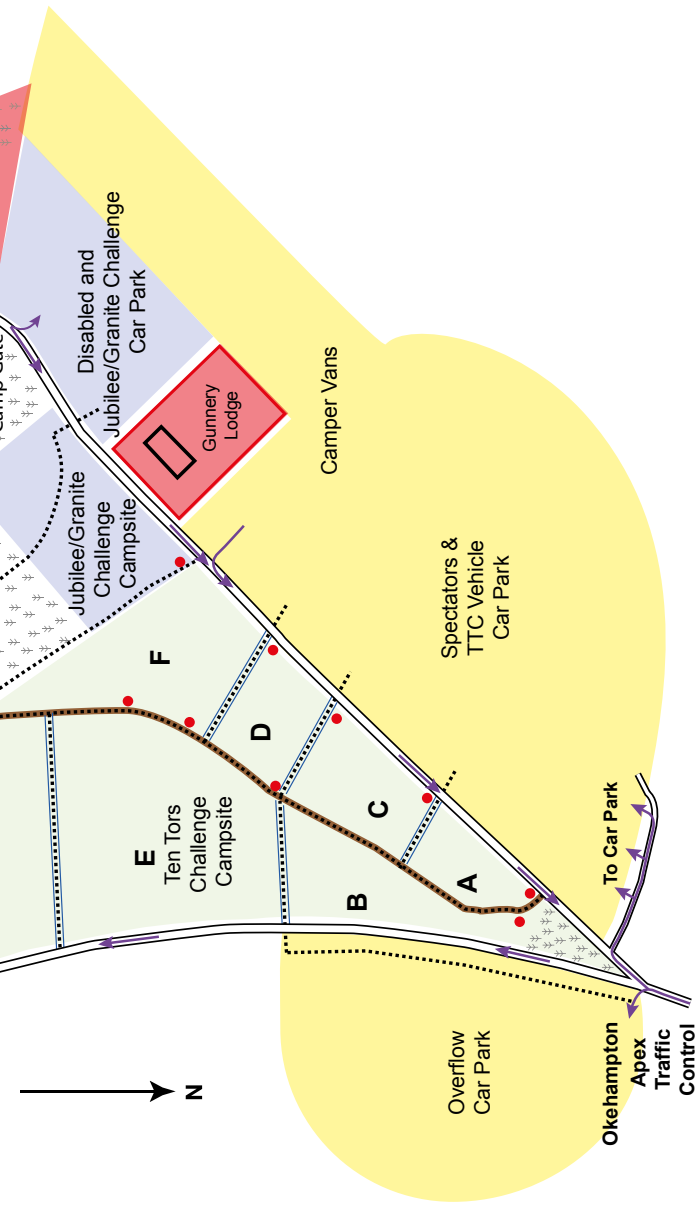 Disabled and
Jubilee/Granite Challenge
Car Park
Gunnery
Lodge
Camper Vans
Jubilee/Granite
Challenge
Campsite
Spectators &
TTC Vehicle
Car Park
F
D
C
A
E
Ten Tors
Challenge
Campsite
B
To Car Park
Overflow
Car Park
Okehampton
Apex
Traffic
Control
N